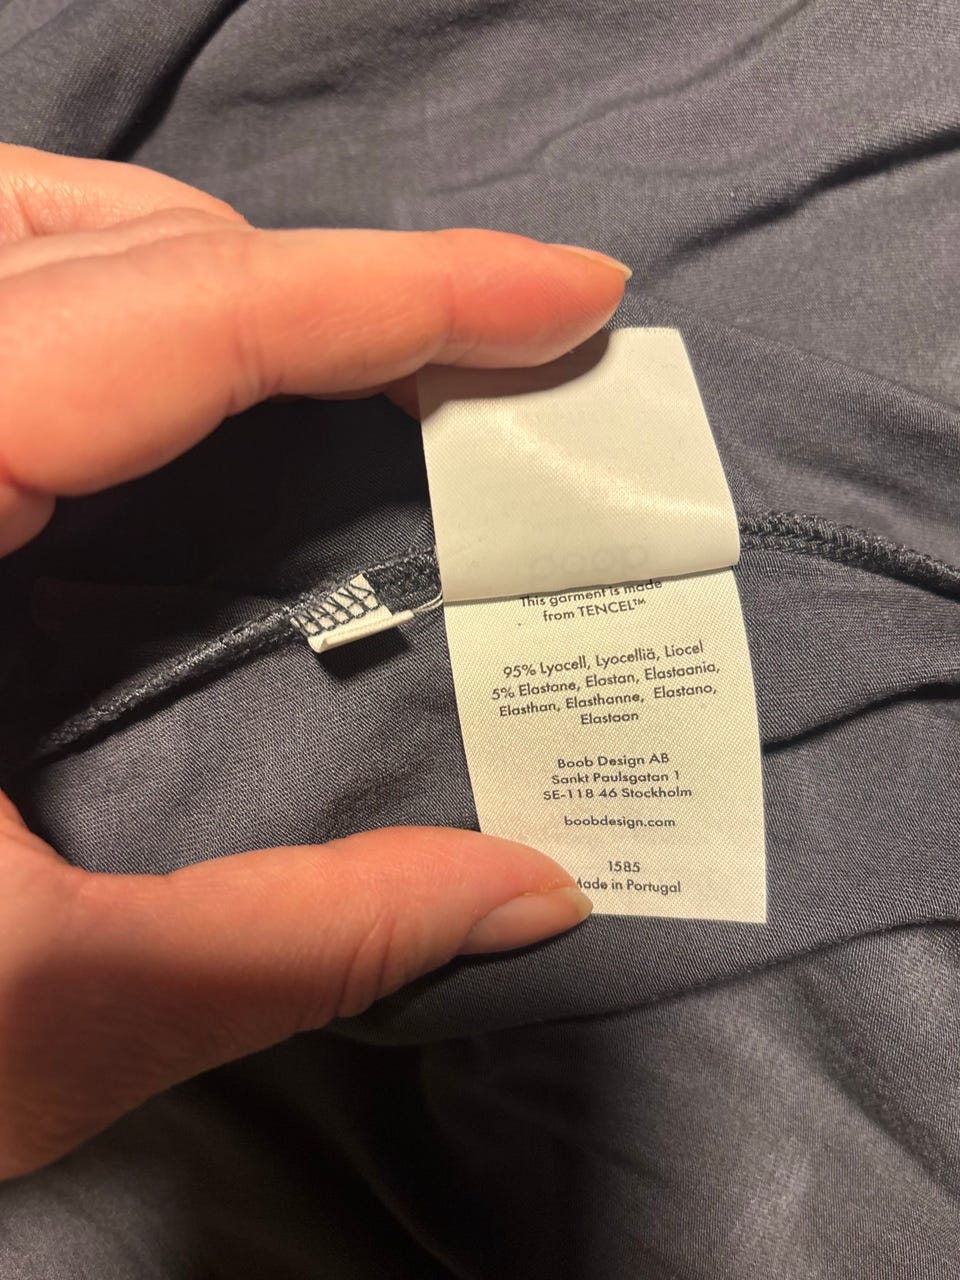 This garment is made
from TENCEL™
95% Lyocell, Lyocelliä, Liocel
5% Elastane, Elastan, Elastaania,
Elasthan, Elasthanne, Elastano,
Elastaan
Boob Design AB
Sankt Paulsgatan 1
SE-118 46 Stockholm
boobdesign.com
1585
Made in Portugal